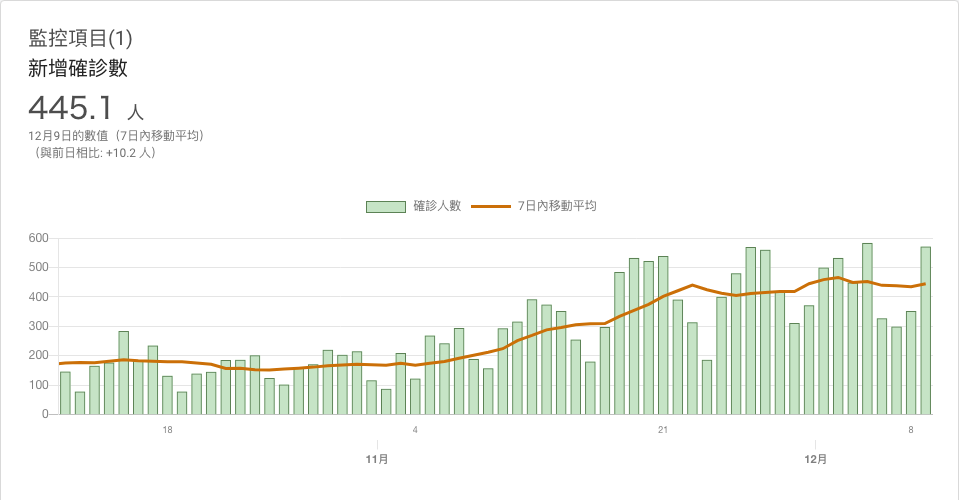 監控項目(1)
新增確診數
445.1 人
12月9日的數值（7日內移動平均）
（與前日相比: +10.2 人）
確診人數 7日內移動平均
600
500
400
300
200
100
0
18 4 21 8
11月 12月